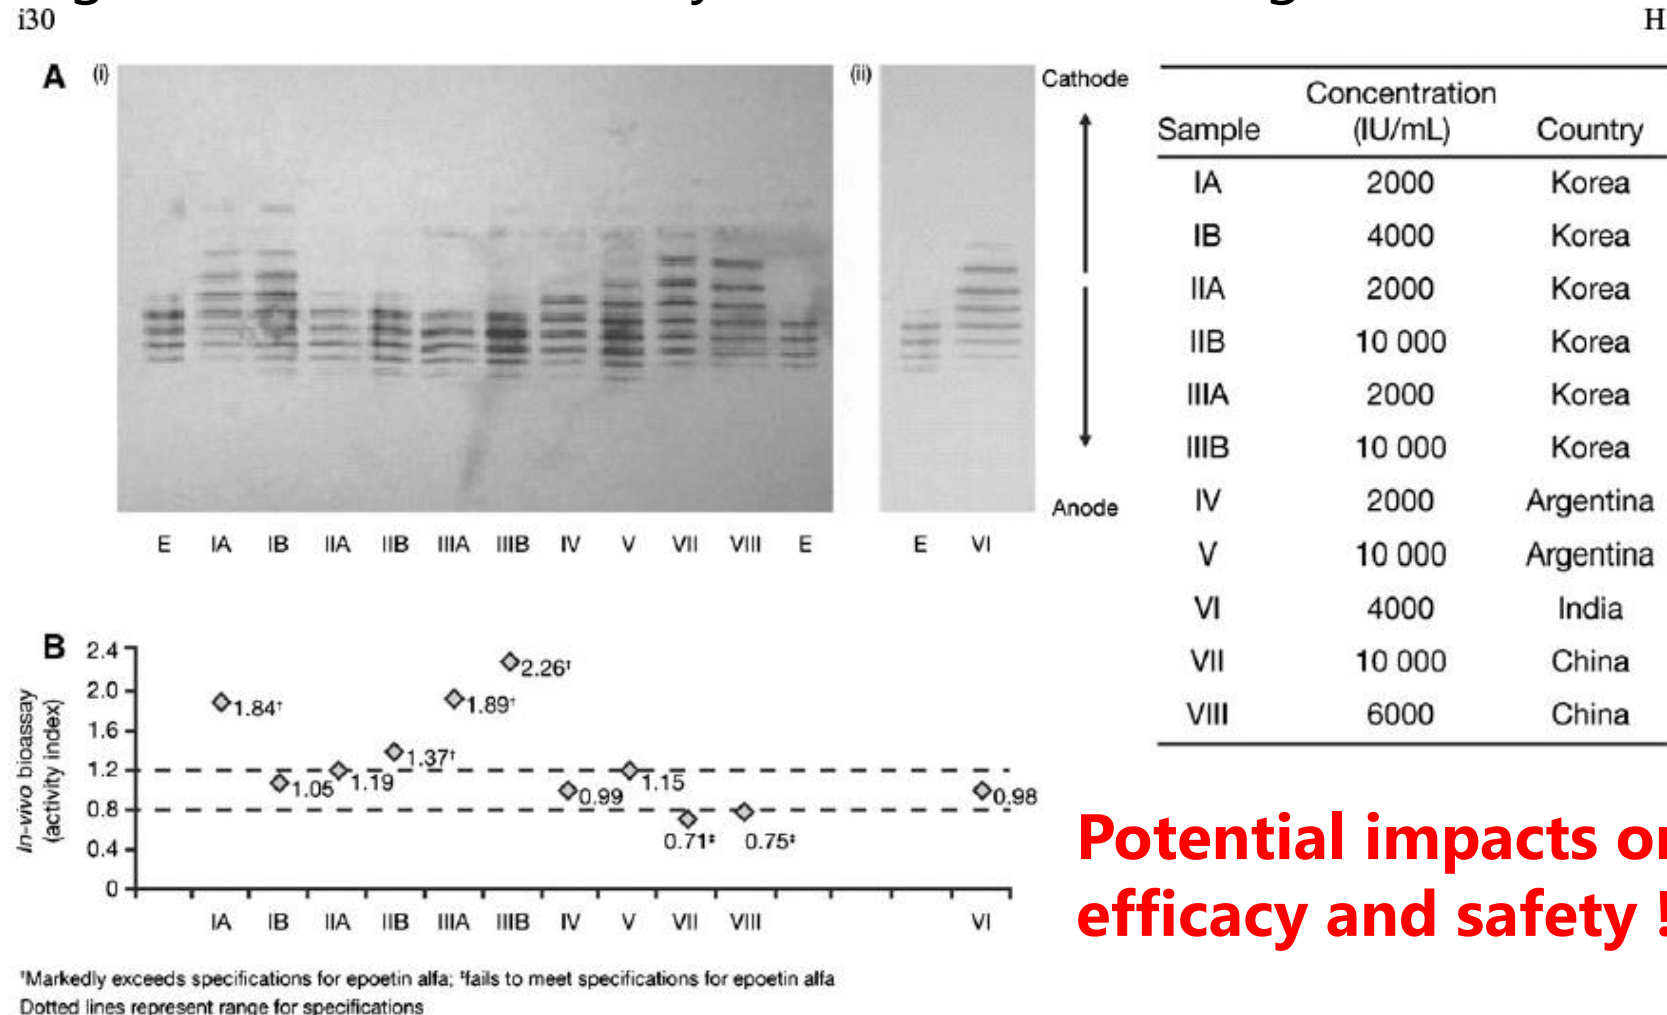 i30
H
A (i) (ii) Cathode
Anode
E IA IB IIA IIB IIIA IIIB IV V VII VIII E E VI
Sample Concentration (IU/mL) Country
IA 2000 Korea
IB 4000 Korea
IIA 2000 Korea
IIB 10 000 Korea
IIIA 2000 Korea
IIIB 10 000 Korea
IV 2000 Argentina
V 10 000 Argentina
VI 4000 India
VII 10 000 China
VIII 6000 China
B
In-vivo bioassay
(activity index)
2.4
2.0
1.6
1.2
0.8
0.4
0
1.84†
1.05
1.19
1.37†
1.89†
2.26†
0.99
1.15
0.71‡
0.75‡
0.98
IA IB IIA IIB IIIA IIIB IV V VII VIII VI
†Markedly exceeds specifications for epoetin alfa; ‡fails to meet specifications for epoetin alfa
Dotted lines represent range for specifications
Potential impacts on
efficacy and safety !